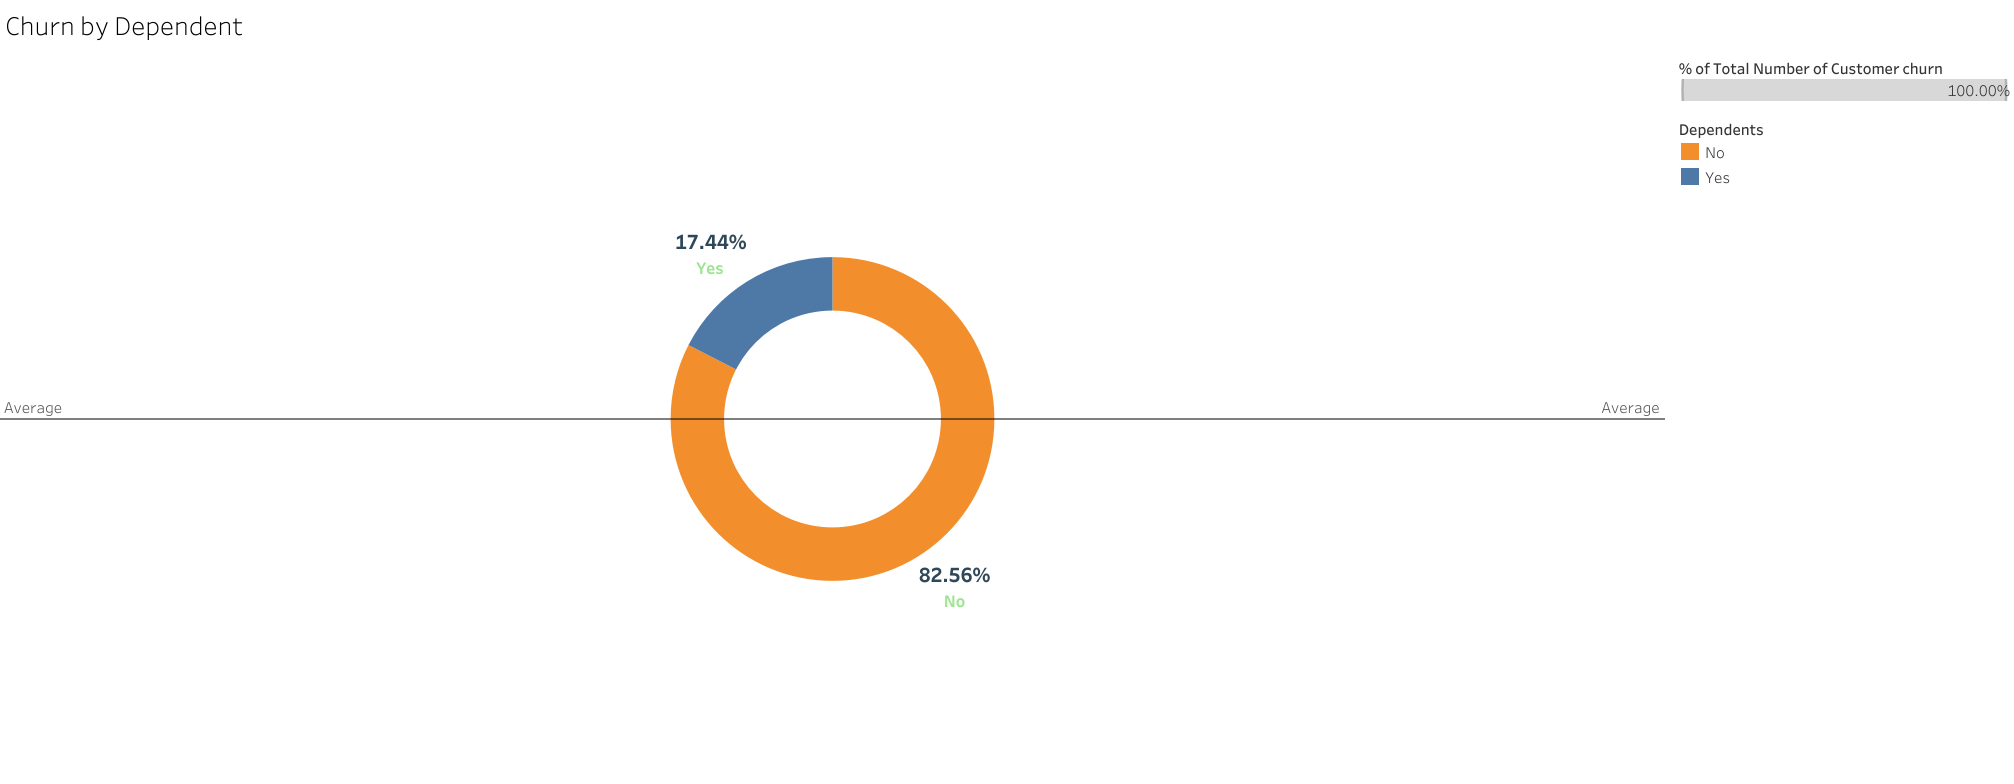 Churn by Dependent
% of Total Number of Customer churn
100.00%
Dependents
No
Yes
17.44%
Yes
Average
Average
82.56%
No